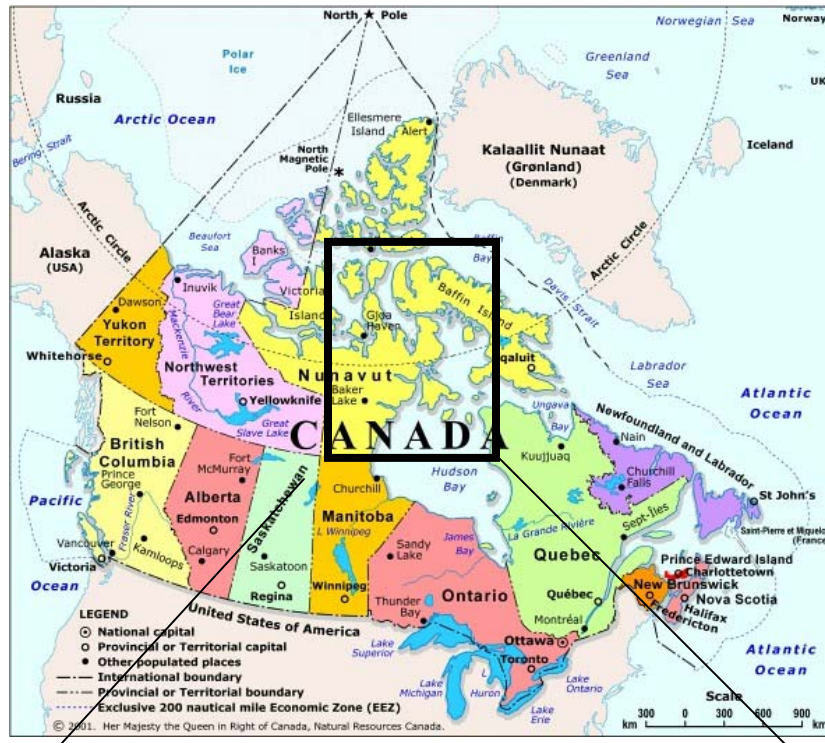 North Pole
Norwegian Sea
Norway
Polar
Ice
Greenland
Sea
UK
Russia
Ellesmere
Island
Alert
Arctic Ocean
Bering Strait
North
Magnetic
Pole
Kalaallit Nunaat
(Grønland)
(Denmark)
Iceland
Arctic Circle
Beaufort
Sea
Baffin
Bay
Arctic Circle
Alaska
(USA)
Banks
I
Inuvik
Victoria
Island
Baffin Island
Davis Strait
Dawson
Yukon
Territory
Great
Bear
Lake
Gjoa
Haven
Mackenzie
River
Whitehorse
Northwest
Territories
Nunavut
qaluit
Labrador
Sea
Baker
Lake
Yellowknife
Great
Slave Lake
Ungava
Bay
Atlantic
Ocean
Fort
Nelson
CANADA
Newfoundland and Labrador
British
Columbia
Prince
George
Fort
McMurray
Hudson
Bay
Kuujjuaq
Nain
Churchill
Falls
Churchill
Pacific
Ocean
Alberta
Saskatchewan
Manitoba
St John's
Edmonton
L Winnipeg
James
Bay
La Grande Rivière
Sept-Îles
Saint-Pierre et Miquelon
(France
Fraser River
Vancouver
Victoria
Kamloops
Calgary
Saskatoon
Sandy
Lake
Quebec
Prince Edward Island
Charlottetown
Regina
Winnipeg
Ontario
Québec
New Brunswick
Nova Scotia
Halifax
Fredericton
United States of America
Thunder
Bay
Montréal
Ottawa
Toronto
Lake
Superior
Lake
Michigan
L
Huron
Lake
Ontario
Lake
Erie
Atlantic
Ocean
LEGEND
National capital
Provincial or Territorial capital
Other populated places
International boundary
Provincial or Territorial boundary
Exclusive 200 nautical mile Economic Zone (EEZ)
Scale
300 0 300 600 900
km km
© 2001. Her Majesty the Queen in Right of Canada, Natural Resources Canada.